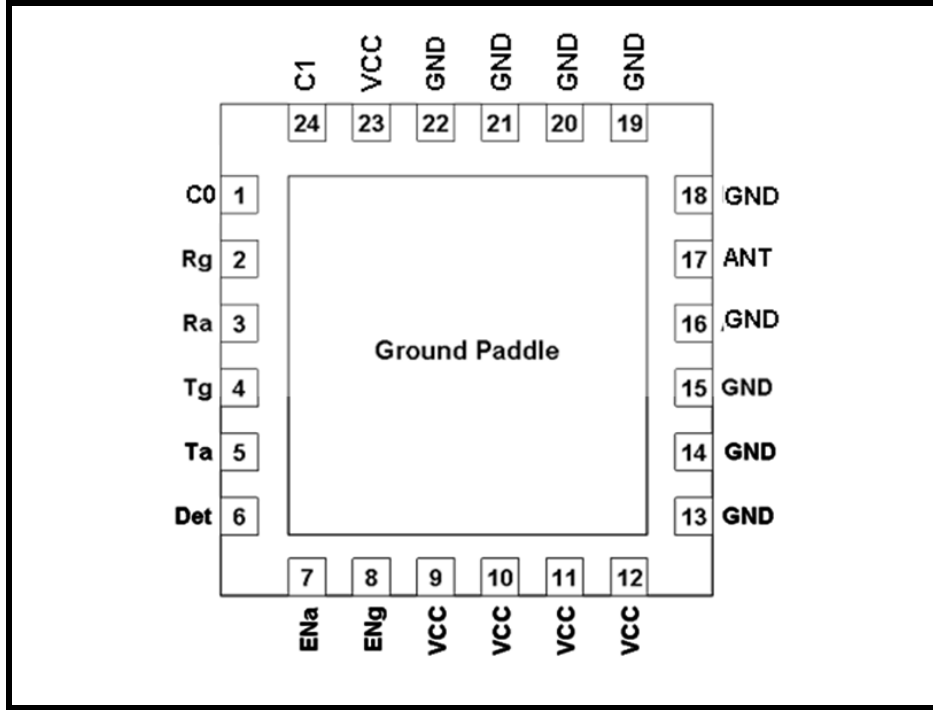 C1 VCC GND GND GND GND
24 23 22 21 20 19
C0 1 18 GND
Rg 2 17 ANT
Ra 3 16 GND
Ground Paddle
Tg 4 15 GND
Ta 5 14 GND
Det 6 13 GND
7 8 9 10 11 12
ENa ENg VCC VCC VCC VCC